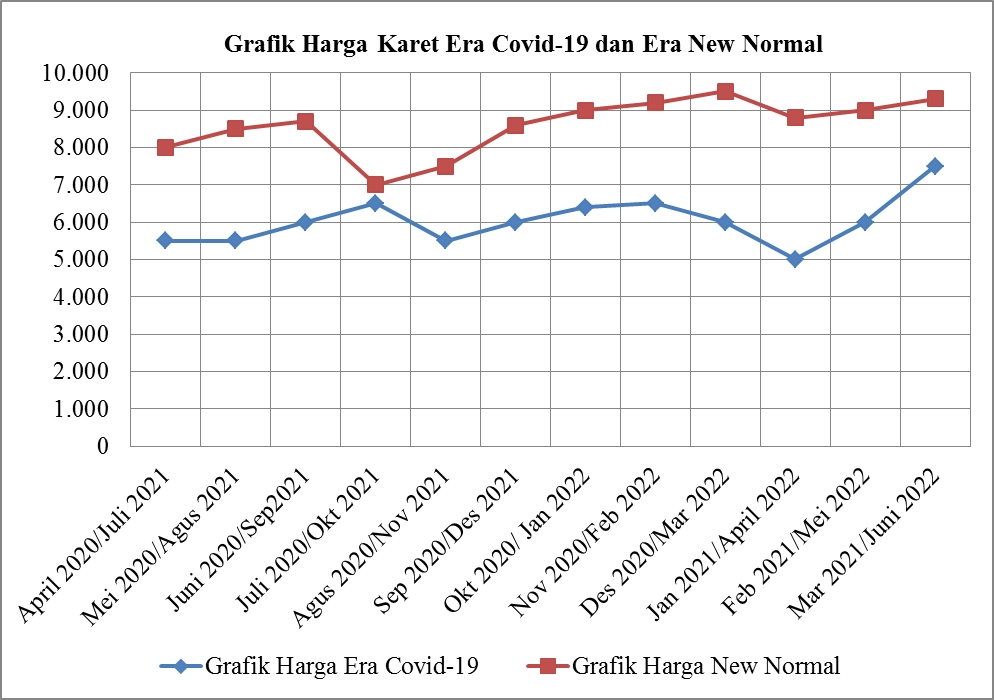 Grafik Harga Karet Era Covid-19 dan Era New Normal
10.000
9.000
8.000
7.000
6.000
5.000
4.000
3.000
2.000
1.000
0
April 2020/Juli 2021
Mei 2020/Agus 2021
Juni 2020/Sep2021
Juli 2020/Okt 2021
Agus 2020/Nov 2021
Sep 2020/Des 2021
Okt 2020/ Jan 2022
Nov 2020/Feb 2022
Des 2020/Mar 2022
Jan 2021/April 2022
Feb 2021/Mei 2022
Mar 2021/Juni 2022
Grafik Harga Era Covid-19
Grafik Harga New Normal